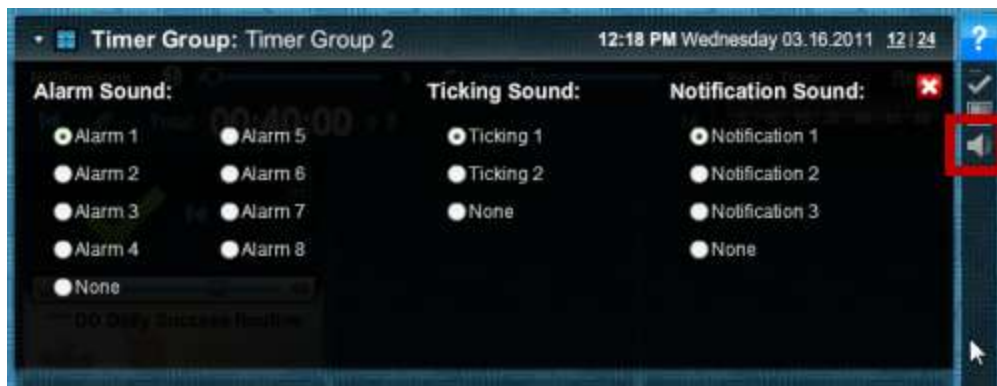 Timer Group: Timer Group 2 12:18 PM Wednesday 03.16.2011 12 | 24 ?
Alarm Sound: Ticking Sound: Notification Sound:
Alarm 1 Alarm 5 Ticking 1 Notification 1
Alarm 2 Alarm 6 Ticking 2 Notification 2
Alarm 3 Alarm 7 None Notification 3
Alarm 4 Alarm 8 None
None